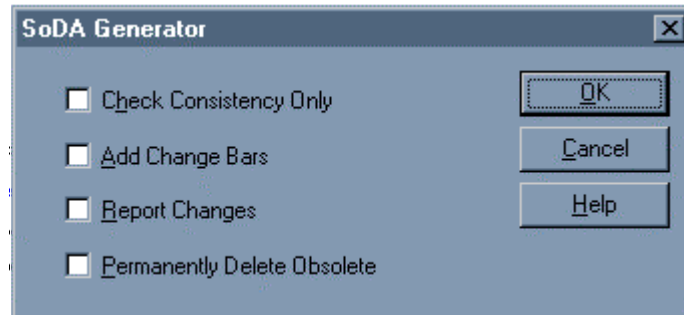 SoDA Generator
Check Consistency Only
OK
Add Change Bars
Cancel
Report Changes
Help
Permanently Delete Obsolete